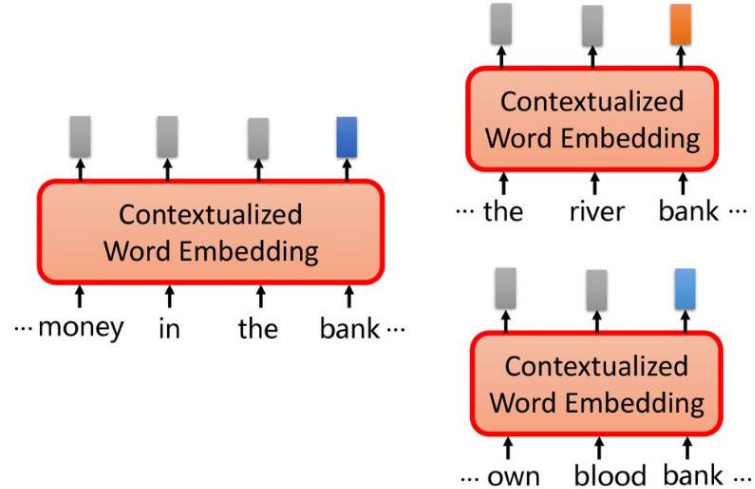 Contextualized
Word Embedding
... money in the bank ...
Contextualized
Word Embedding
... the river bank ...
Contextualized
Word Embedding
... own blood bank ...